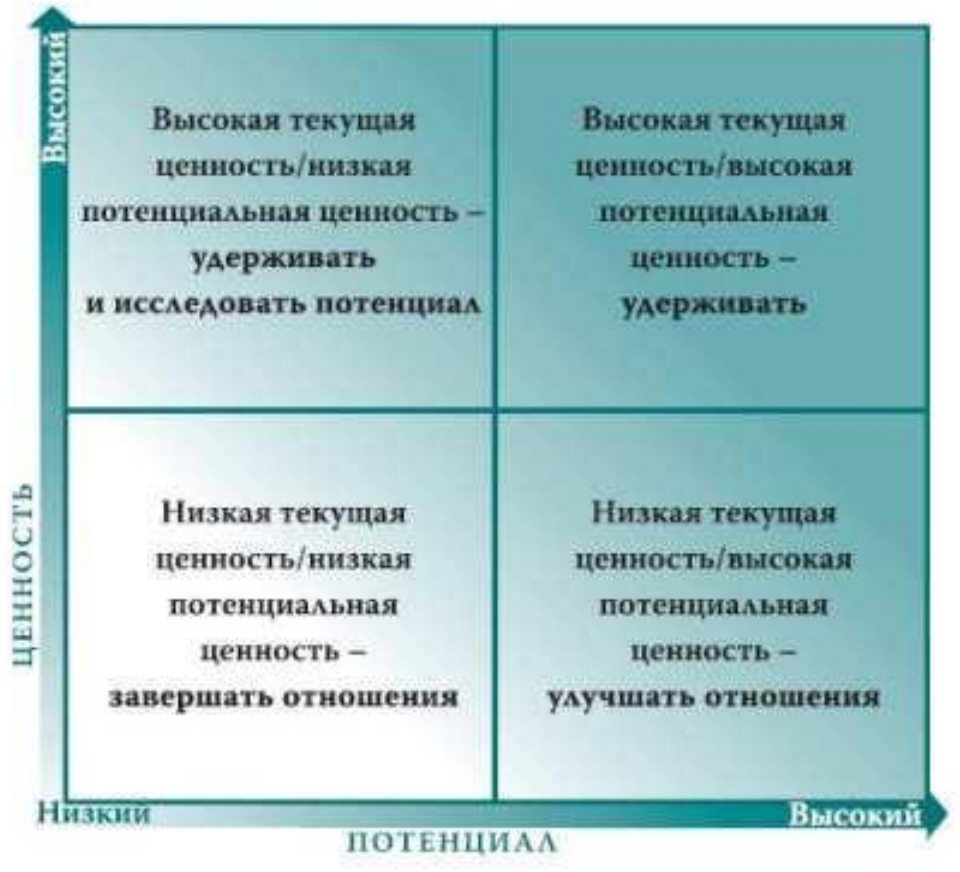 Высокий
Высокая текущая
ценность/низкая
потенциальная ценность –
удерживать
и исследовать потенциал
Высокая текущая
ценность/высокая
потенциальная
ценность –
удерживать
ЦЕННОСТЬ
Низкая текущая
ценность/низкая
потенциальная
ценность –
завершать отношения
Низкая текущая
ценность/высокая
потенциальная
ценность –
улучшать отношения
Низкий
Высокий
ПОТЕНЦИАЛ